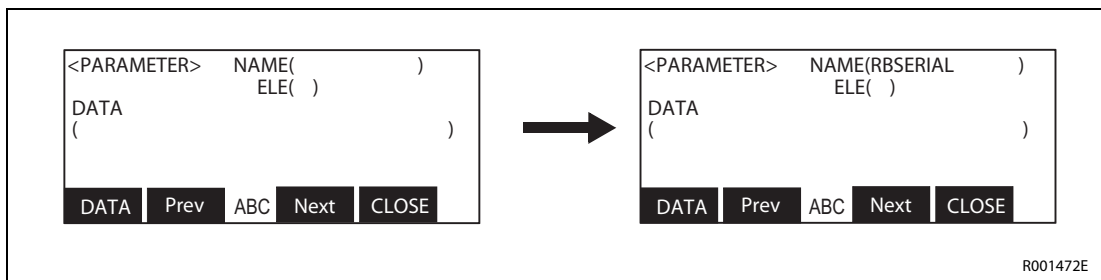 <PARAMETER> NAME( )
ELE( )
DATA
( )
DATA Prev ABC Next CLOSE
<PARAMETER> NAME(RBSERIAL )
ELE( )
DATA
( )
DATA Prev ABC Next CLOSE
R001472E